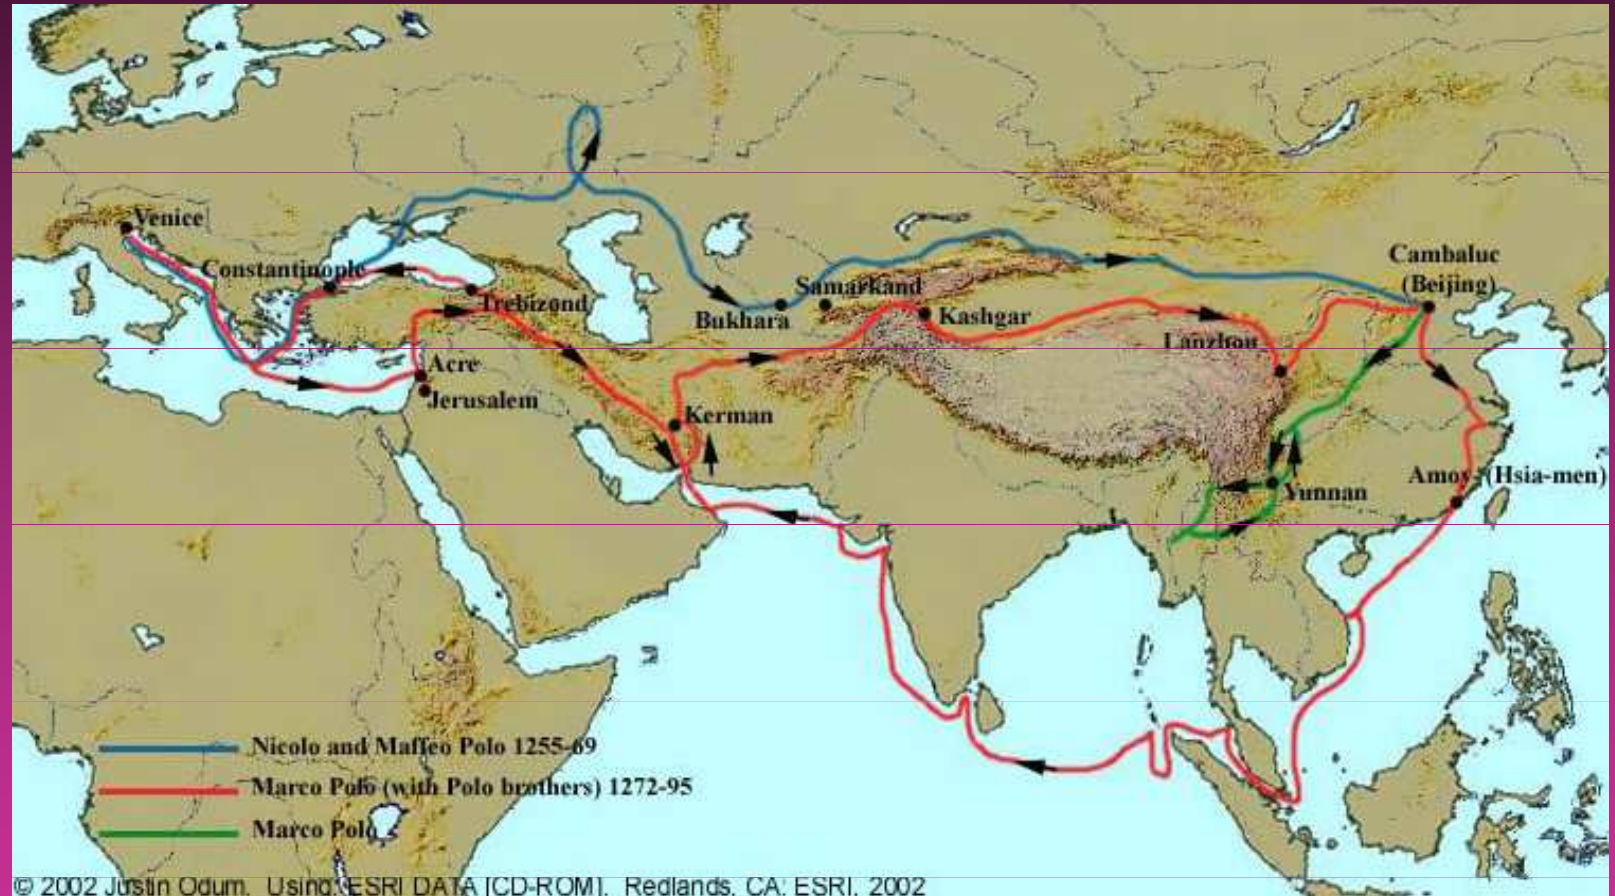 Venice
Constantinople
Trebizond
Acre
Jerusalem
Kerman
Bukhara
Samarkand
Kashgar
Lanzhou
Cambaluc
(Beijing)
Yunnan
Amoy (Hsia-men)
Nicolo and Maffeo Polo 1255-69
Marco Polo (with Polo brothers) 1272-95
Marco Polo
© 2002 Justin Odum. Using: ESRI DATA [CD-ROM]. Redlands, CA: ESRI, 2002